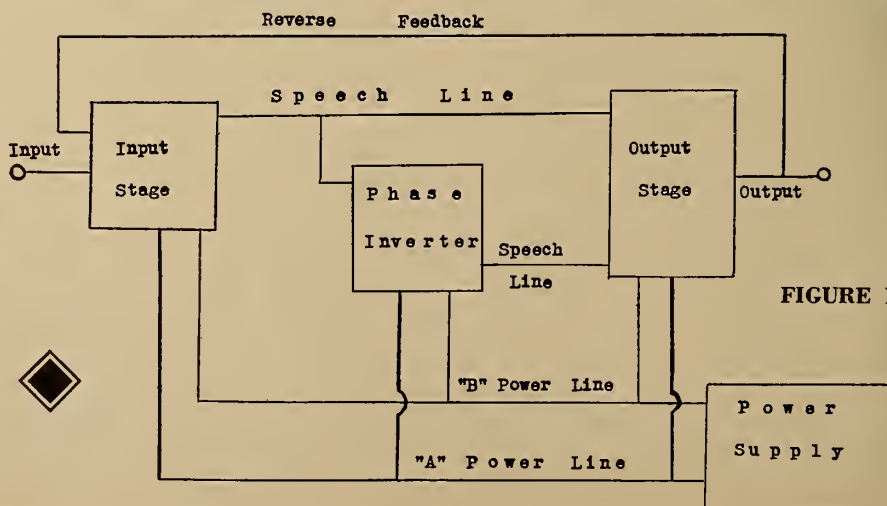 Reverse Feedback
Speech Line
Input
Input
Stage
Output
Stage
Output
Phase
Inverter
Speech
Line
FIGURE
"B" Power Line
Power
Supply
"A" Power Line